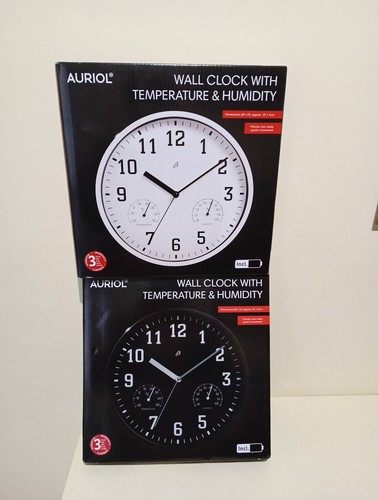 AURIOL®
WALL CLOCK WITH
TEMPERATURE & HUMIDITY
11 12 1
10 2
9 3
8 4
7 6 5
3
Incl.
AURIOL®
WALL CLOCK WITH
TEMPERATURE & HUMIDITY
11 12 1
10 2
9 3
8 4
7 6 5
3
Incl.